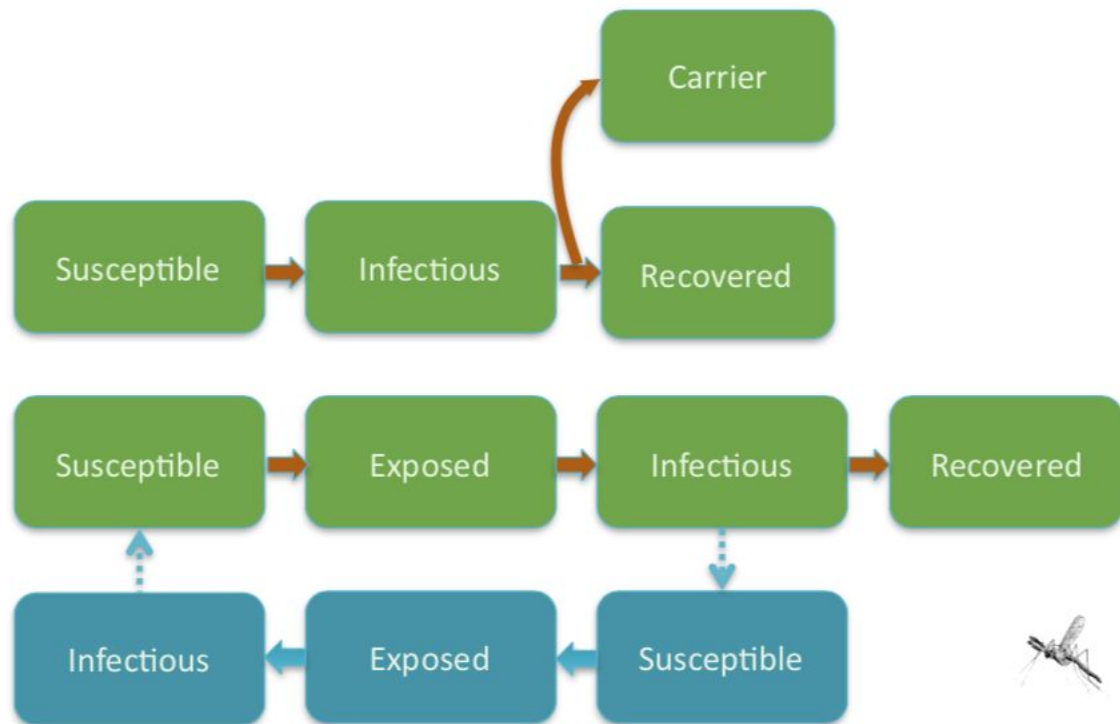 Carrier
Susceptible
Infectious
Recovered
Susceptible
Exposed
Infectious
Recovered
Infectious
Exposed
Susceptible